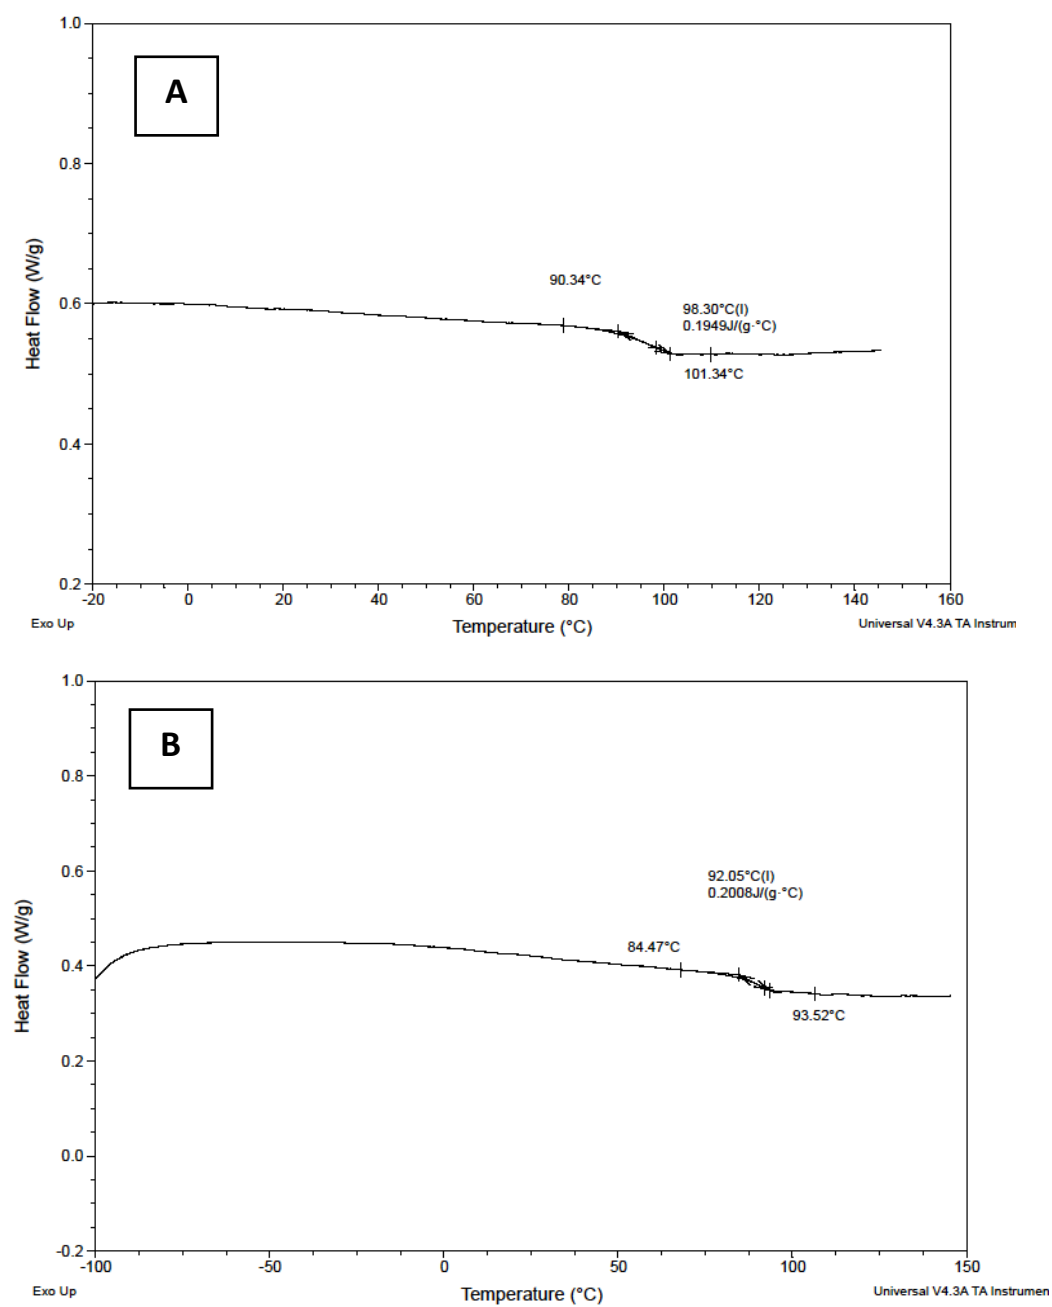 A
1.0
0.8
0.6
0.4
0.2
Heat Flow (W/g)
90.34°C
98.30°C(I)
0.1949J/(g·°C)
101.34°C
-20
0
20
40
60
80
100
120
140
160
Exo Up
Temperature (°C)
Universal V4.3A TA Instrum
B
1.0
0.8
0.6
0.4
0.2
0.0
-0.2
Heat Flow (W/g)
92.05°C(I)
0.2008J/(g·°C)
84.47°C
93.52°C
-100
-50
0
50
100
150
Exo Up
Temperature (°C)
Universal V4.3A TA Instrumen